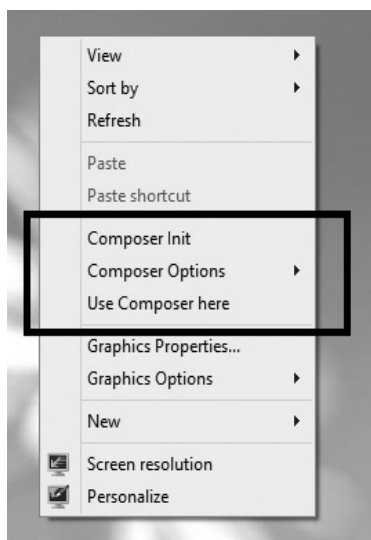 View
Sort by
Refresh
Paste
Paste shortcut
Composer Init
Composer Options
Use Composer here
Graphics Properties...
Graphics Options
New
Screen resolution
Personalize